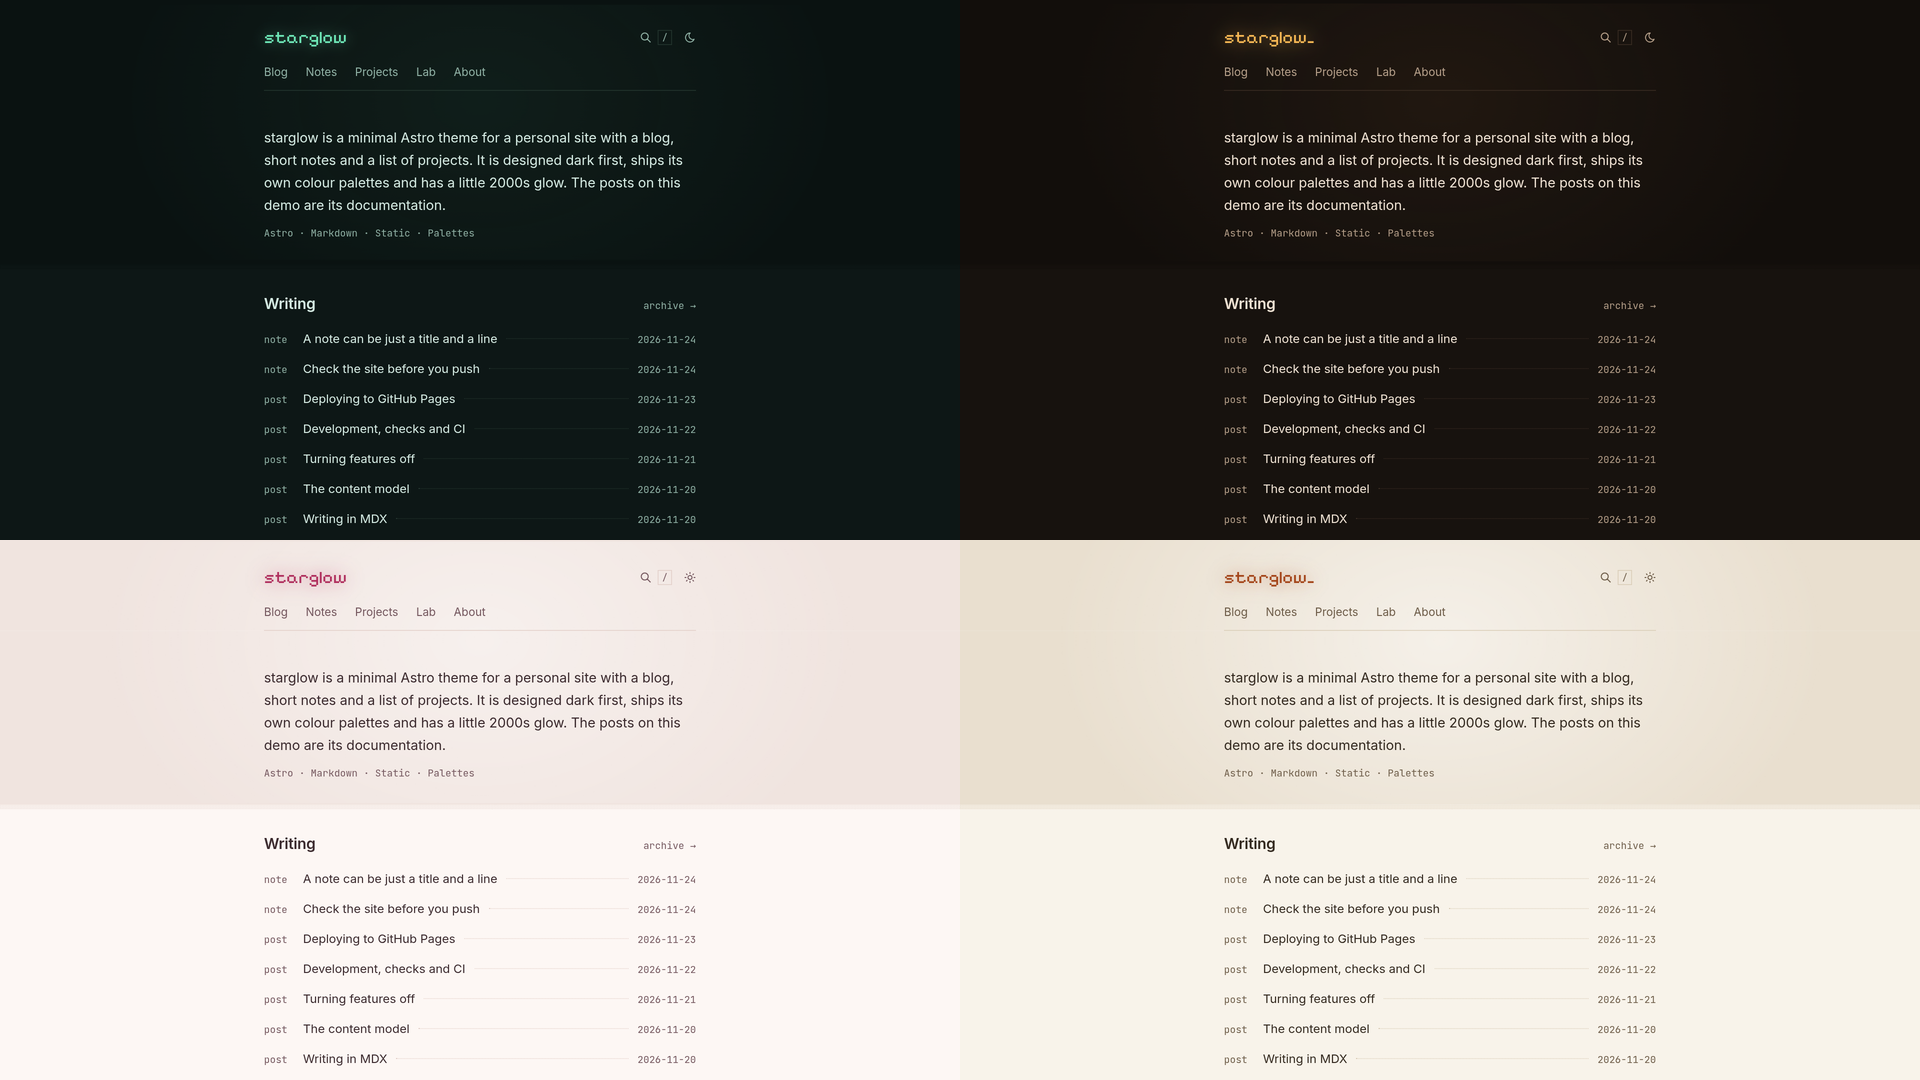 starglow
/
Blog Notes Projects Lab About
starglow is a minimal Astro theme for a personal site with a blog,
short notes and a list of projects. It is designed dark first, ships its
own colour palettes and has a little 2000s glow. The posts on this
demo are its documentation.
Astro · Markdown · Static · Palettes
Writing archive →
note A note can be just a title and a line 2026-11-24
note Check the site before you push 2026-11-24
post Deploying to GitHub Pages 2026-11-23
post Development, checks and CI 2026-11-22
post Turning features off 2026-11-21
post The content model 2026-11-20
post Writing in MDX 2026-11-20
starglow_
/
Blog Notes Projects Lab About
starglow is a minimal Astro theme for a personal site with a blog,
short notes and a list of projects. It is designed dark first, ships its
own colour palettes and has a little 2000s glow. The posts on this
demo are its documentation.
Astro · Markdown · Static · Palettes
Writing archive →
note A note can be just a title and a line 2026-11-24
note Check the site before you push 2026-11-24
post Deploying to GitHub Pages 2026-11-23
post Development, checks and CI 2026-11-22
post Turning features off 2026-11-21
post The content model 2026-11-20
post Writing in MDX 2026-11-20
starglow
/
Blog Notes Projects Lab About
starglow is a minimal Astro theme for a personal site with a blog,
short notes and a list of projects. It is designed dark first, ships its
own colour palettes and has a little 2000s glow. The posts on this
demo are its documentation.
Astro · Markdown · Static · Palettes
Writing archive →
note A note can be just a title and a line 2026-11-24
note Check the site before you push 2026-11-24
post Deploying to GitHub Pages 2026-11-23
post Development, checks and CI 2026-11-22
post Turning features off 2026-11-21
post The content model 2026-11-20
post Writing in MDX 2026-11-20
starglow_
/
Blog Notes Projects Lab About
starglow is a minimal Astro theme for a personal site with a blog,
short notes and a list of projects. It is designed dark first, ships its
own colour palettes and has a little 2000s glow. The posts on this
demo are its documentation.
Astro · Markdown · Static · Palettes
Writing archive →
note A note can be just a title and a line 2026-11-24
note Check the site before you push 2026-11-24
post Deploying to GitHub Pages 2026-11-23
post Development, checks and CI 2026-11-22
post Turning features off 2026-11-21
post The content model 2026-11-20
post Writing in MDX 2026-11-20